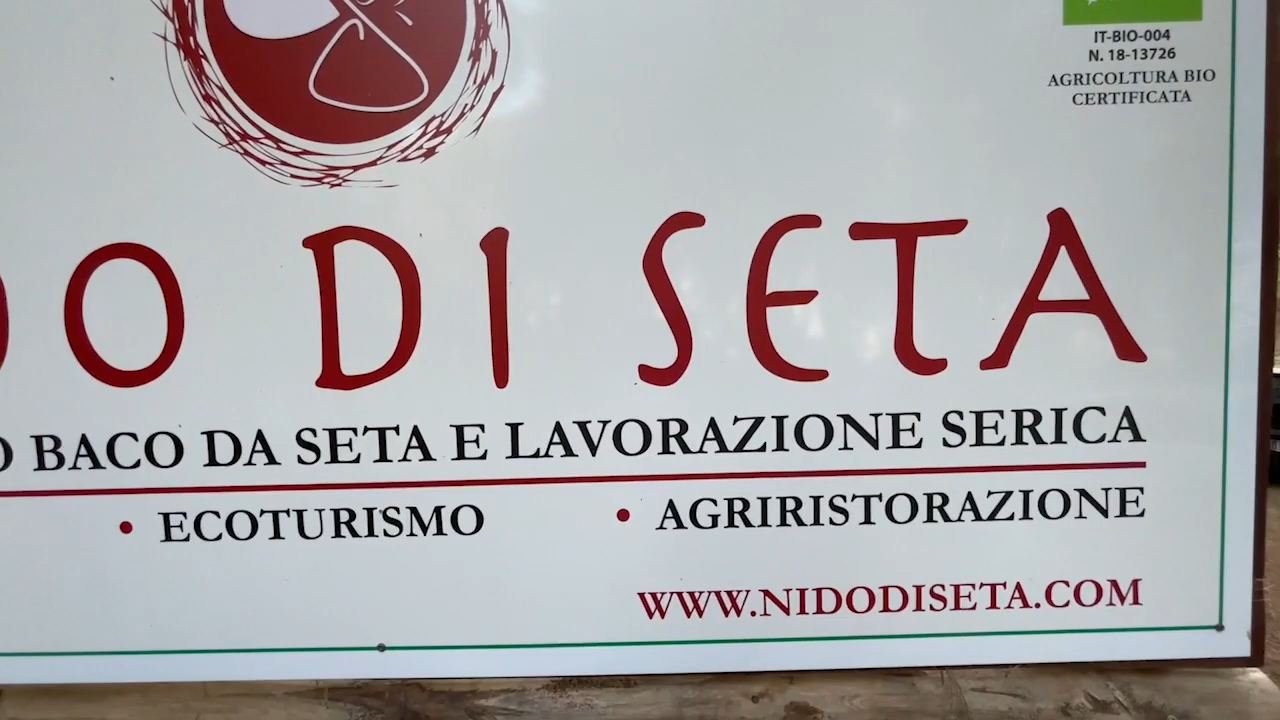 IT-BIO-004
N. 18-13726
AGRICOLTURA BIO
CERTIFICATA
DO DI SETA
BACO DA SETA E LAVORAZIONE SERICA
• ECOTURISMO • AGRIRISTORAZIONE
WWW.NIDODISETA.COM